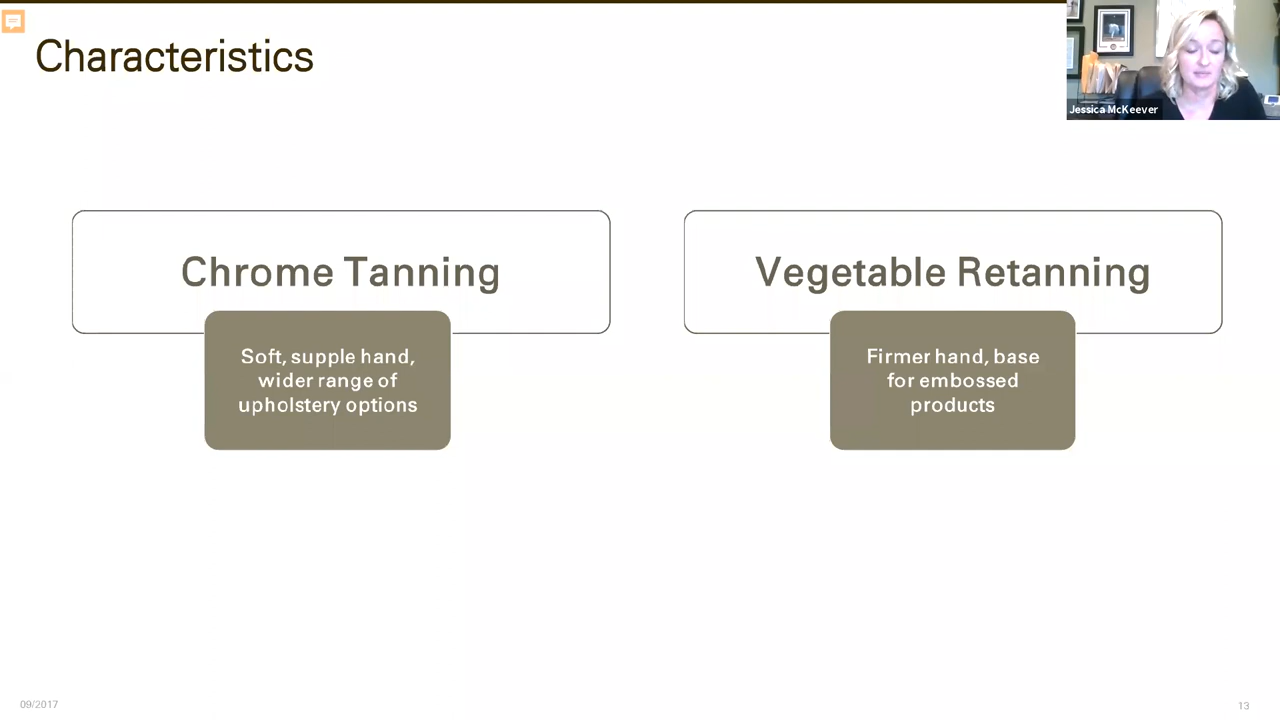 Characteristics
Jessica McKeever
Chrome Tanning
Soft, supple hand,
wider range of
upholstery options
Vegetable Retanning
Firmer hand, base
for embossed
products
09/2017
13